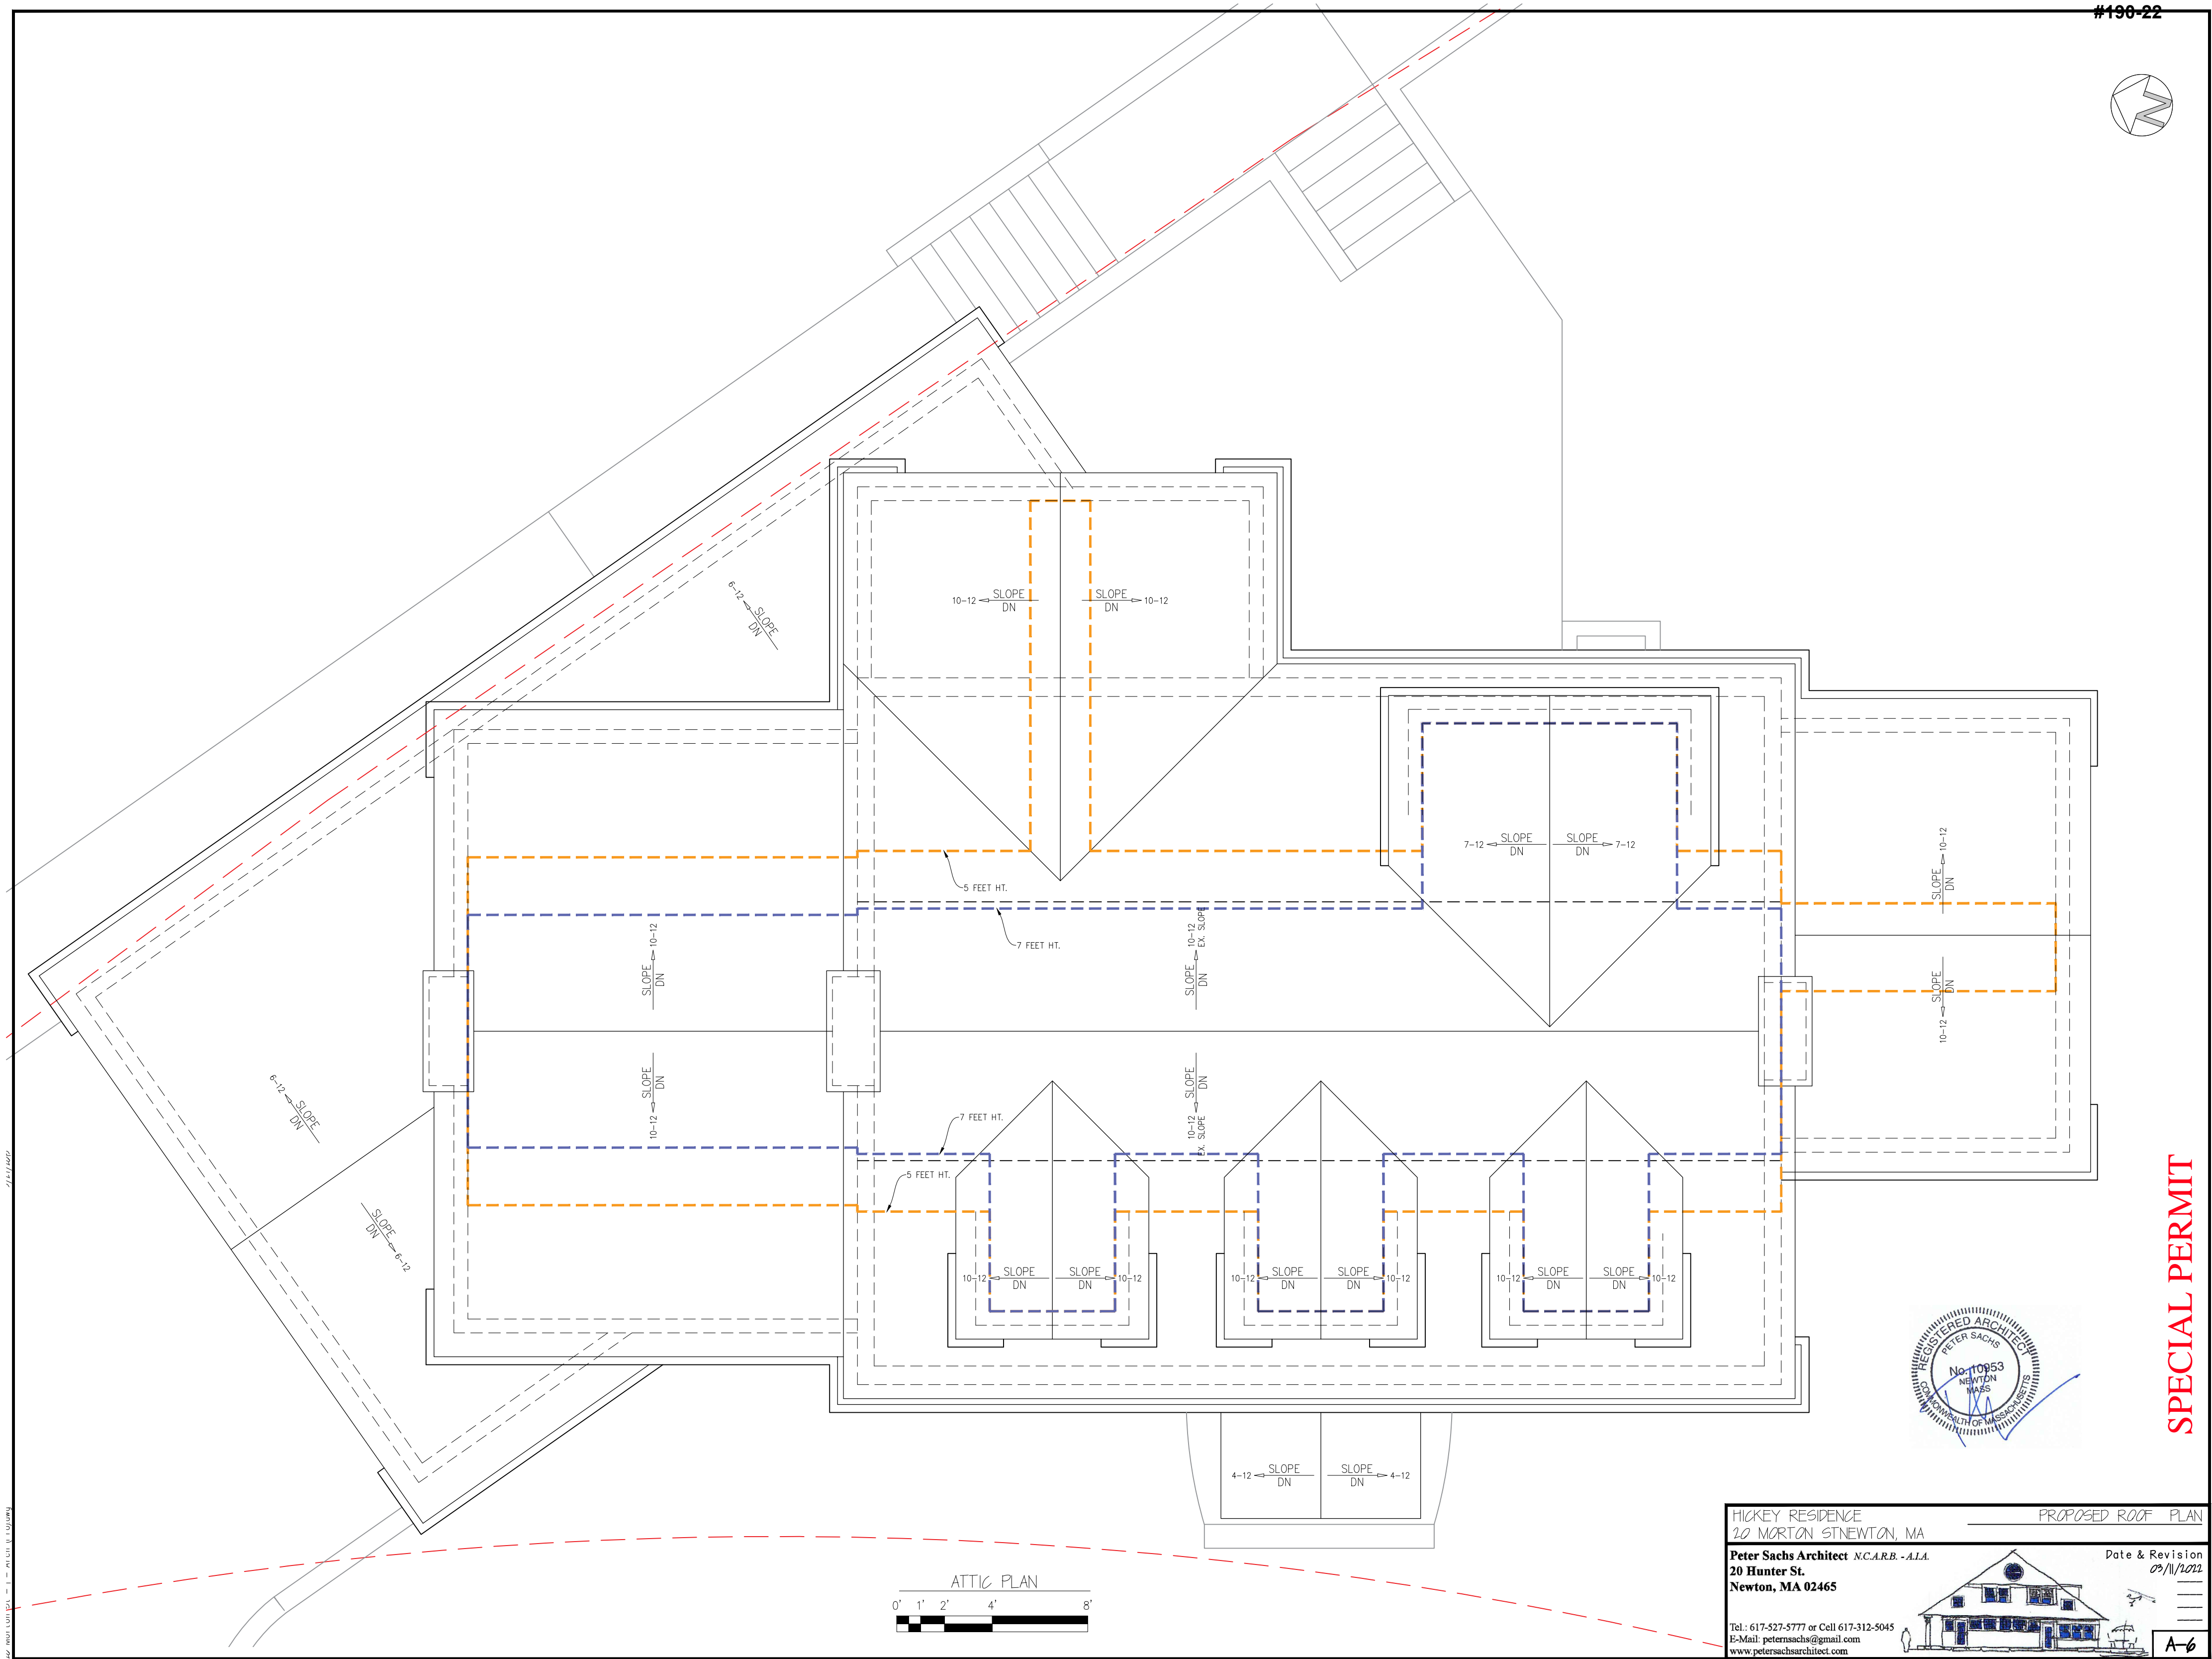 #190-22
N
6-12
SLOPE
DN
10-12
SLOPE
DN
SLOPE
DN
10-12
7-12
SLOPE
DN
SLOPE
DN
7-12
5 FEET HT.
7 FEET HT.
10-12
SLOPE
DN
10-12
EX. SLOPE
SLOPE
DN
10-12
SLOPE
DN
SLOPE
DN
10-12
SLOPE
DN
10-12
SLOPE
DN
10-12
EX. SLOPE
7 FEET HT.
5 FEET HT.
6-12
SLOPE
DN
SLOPE
DN
6-12
10-12
SLOPE
DN
SLOPE
DN
10-12
10-12
SLOPE
DN
SLOPE
DN
10-12
10-12
SLOPE
DN
SLOPE
DN
10-12
4-12
SLOPE
DN
SLOPE
DN
4-12
SPECIAL PERMIT
REGISTERED ARCHITECT
PETER SACHS
No. 10953
NEWTON
MASS
COMMONWEALTH OF MASSACHUSETTS
ATTIC PLAN
0' 1' 2' 4' 8'
HICKEY RESIDENCE
20 MORTON STNEWTON, MA
PROPOSED ROOF PLAN
Peter Sachs Architect N.C.A.R.B. - A.I.A.
20 Hunter St.
Newton, MA 02465
Tel.: 617-527-5777 or Cell 617-312-5045
E-Mail: peternsachs@gmail.com
www.petersachsarchitect.com
Date & Revision
03/11/2022
A-6